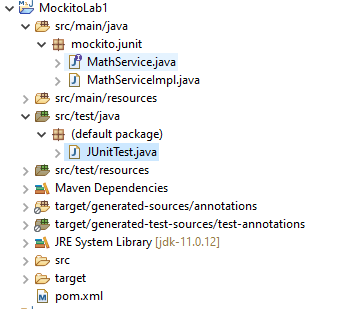 MockitoLab1
src/main/java
mockito.junit
MathService.java
MathServiceImpl.java
src/main/resources
src/test/java
(default package)
JUnitTest.java
src/test/resources
Maven Dependencies
target/generated-sources/annotations
target/generated-test-sources/test-annotations
JRE System Library [jdk-11.0.12]
src
target
pom.xml